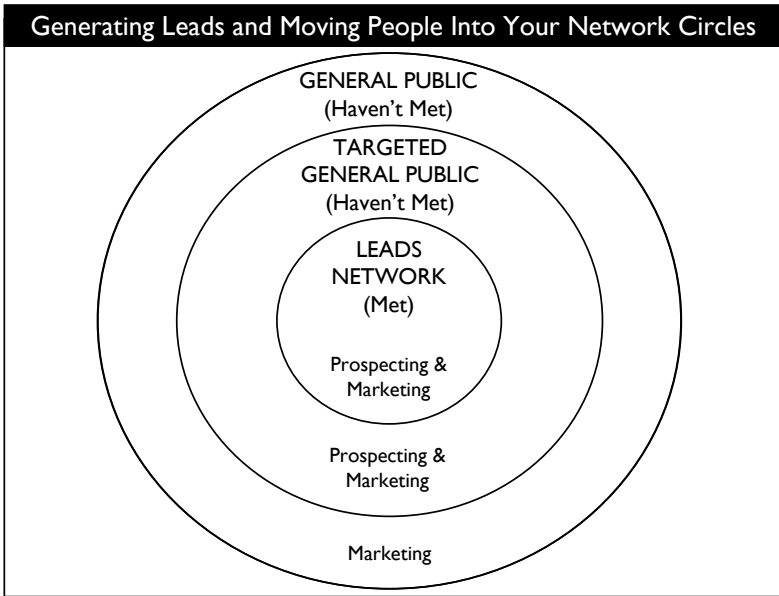 Generating Leads and Moving People Into Your Network Circles
GENERAL PUBLIC
(Haven't Met)
TARGETED
GENERAL PUBLIC
(Haven't Met)
LEADS
NETWORK
(Met)
Prospecting &
Marketing
Prospecting &
Marketing
Marketing